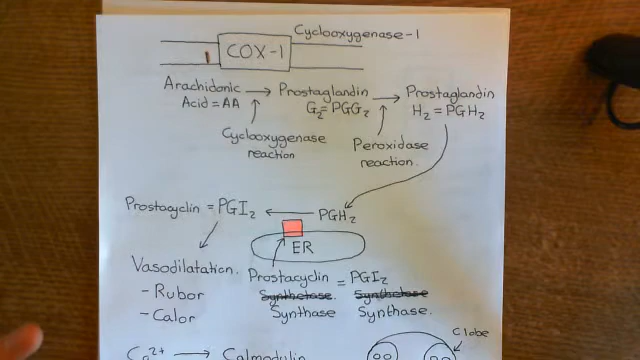 Cyclooxygenase-1
COX-1
Arachidonic → Prostaglandin → Prostaglandin
Acid = AA G₂ = PGG₂ H₂ = PGH₂
Cyclooxygenase
reaction
Peroxidase
reaction.
Prostacyclin = PGI₂ ← PGH₂
ER
Vasodilatation.
- Rubor
- Calor
Prostacyclin = PGI₂
Synthetase. Synthetase
Synthase Synthase.
Globe
Ca²⁺ → Calmodulin